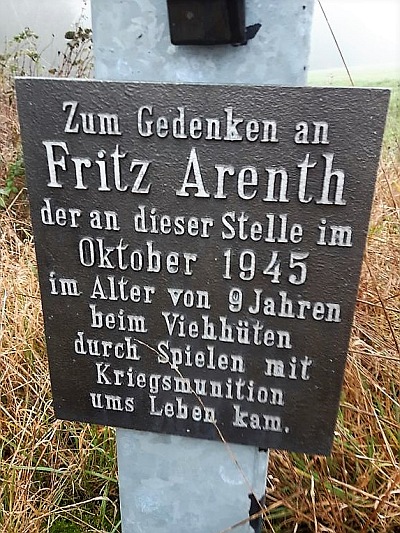 Zum Gedenken an
Fritz Arenth
der an dieser Stelle im
Oktober 1945
im Alter von 9 Jahren
beim Viehhüten
durch Spielen mit
Kriegsmunition
ums Leben kam.